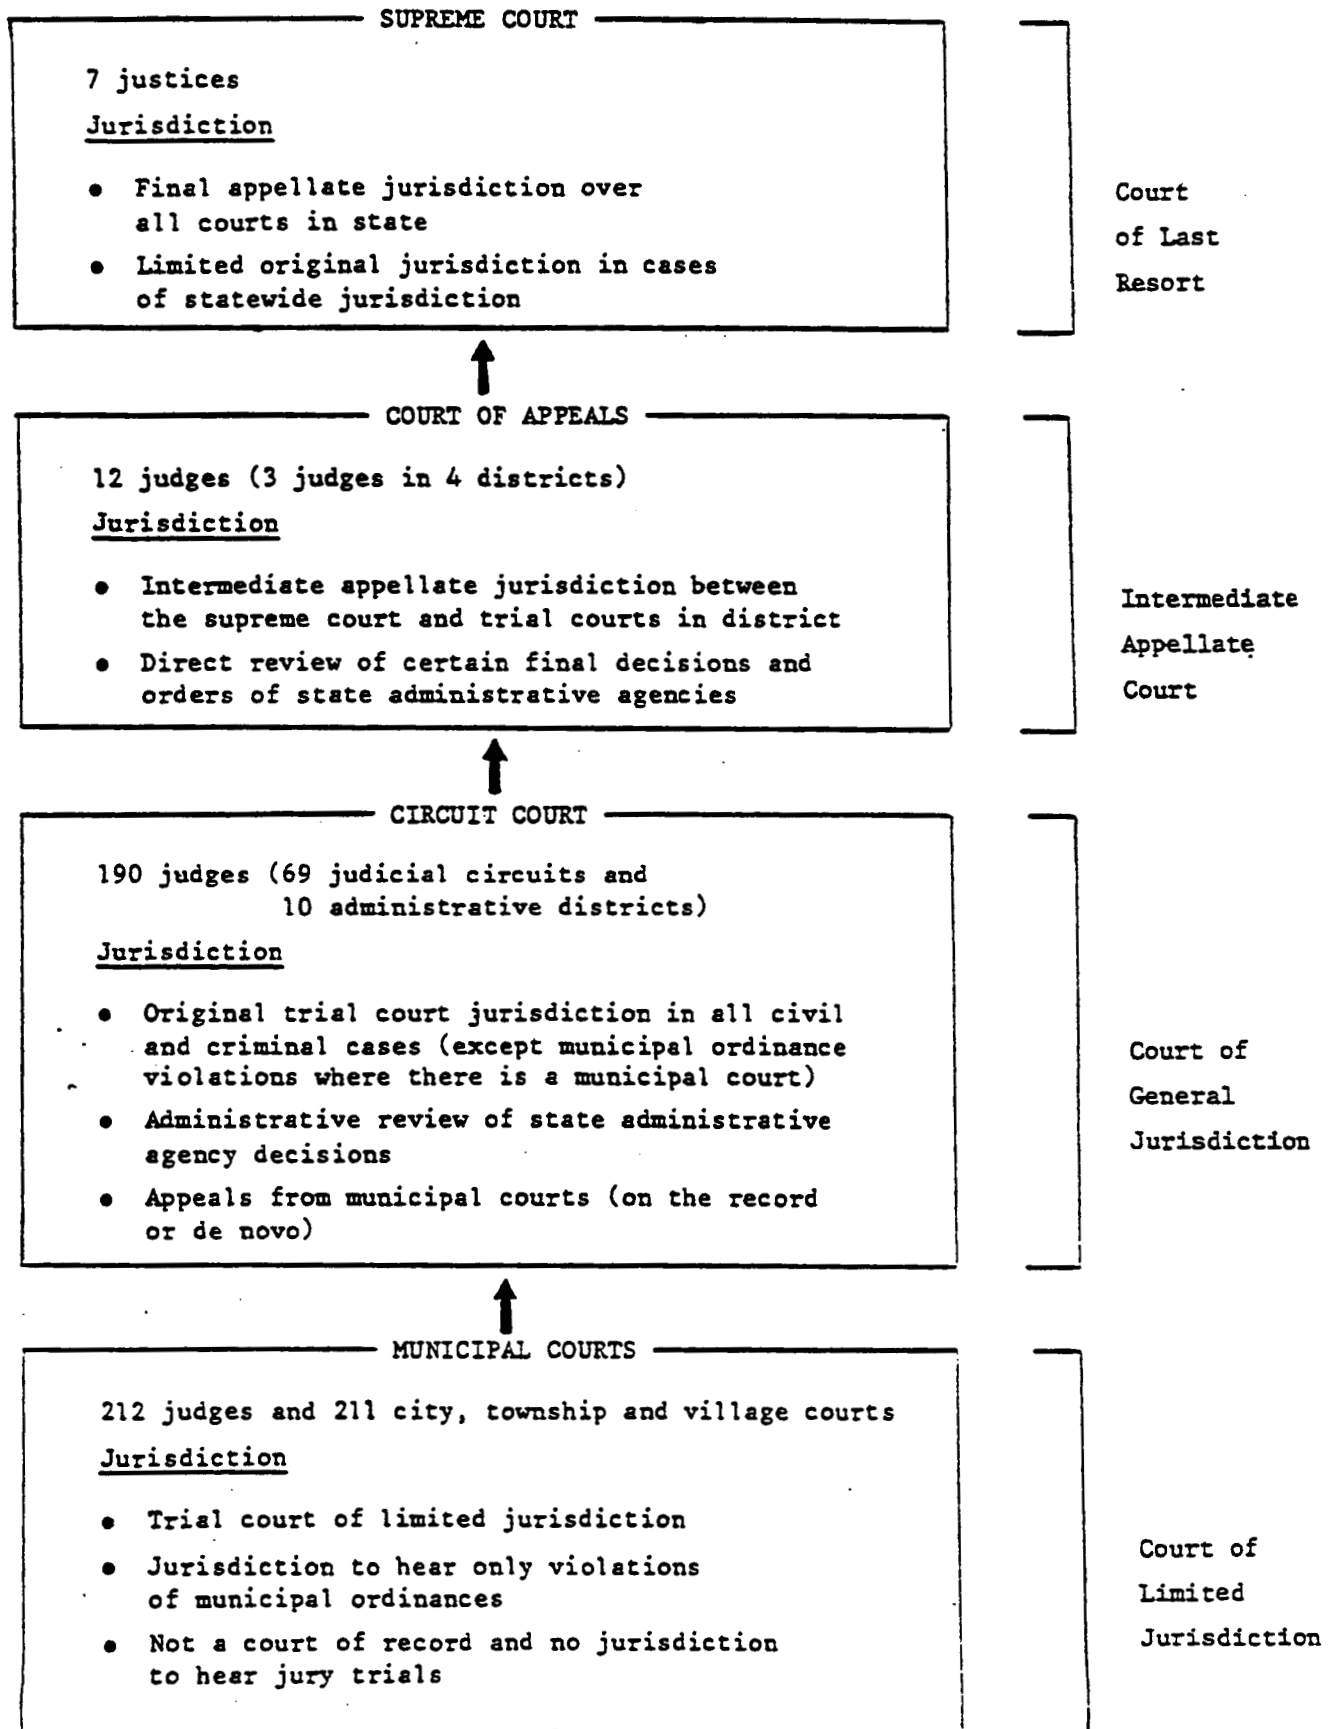 SUPREME COURT
7 justices
Jurisdiction
• Final appellate jurisdiction over
all courts in state
• Limited original jurisdiction in cases
of statewide jurisdiction
Court
of Last
Resort
COURT OF APPEALS
12 judges (3 judges in 4 districts)
Jurisdiction
• Intermediate appellate jurisdiction between
the supreme court and trial courts in district
• Direct review of certain final decisions and
orders of state administrative agencies
Intermediate
Appellate
Court
CIRCUIT COURT
190 judges (69 judicial circuits and
10 administrative districts)
Jurisdiction
• Original trial court jurisdiction in all civil
and criminal cases (except municipal ordinance
violations where there is a municipal court)
• Administrative review of state administrative
agency decisions
• Appeals from municipal courts (on the record
or de novo)
Court of
General
Jurisdiction
MUNICIPAL COURTS
212 judges and 211 city, township and village courts
Jurisdiction
• Trial court of limited jurisdiction
• Jurisdiction to hear only violations
of municipal ordinances
• Not a court of record and no jurisdiction
to hear jury trials
Court of
Limited
Jurisdiction